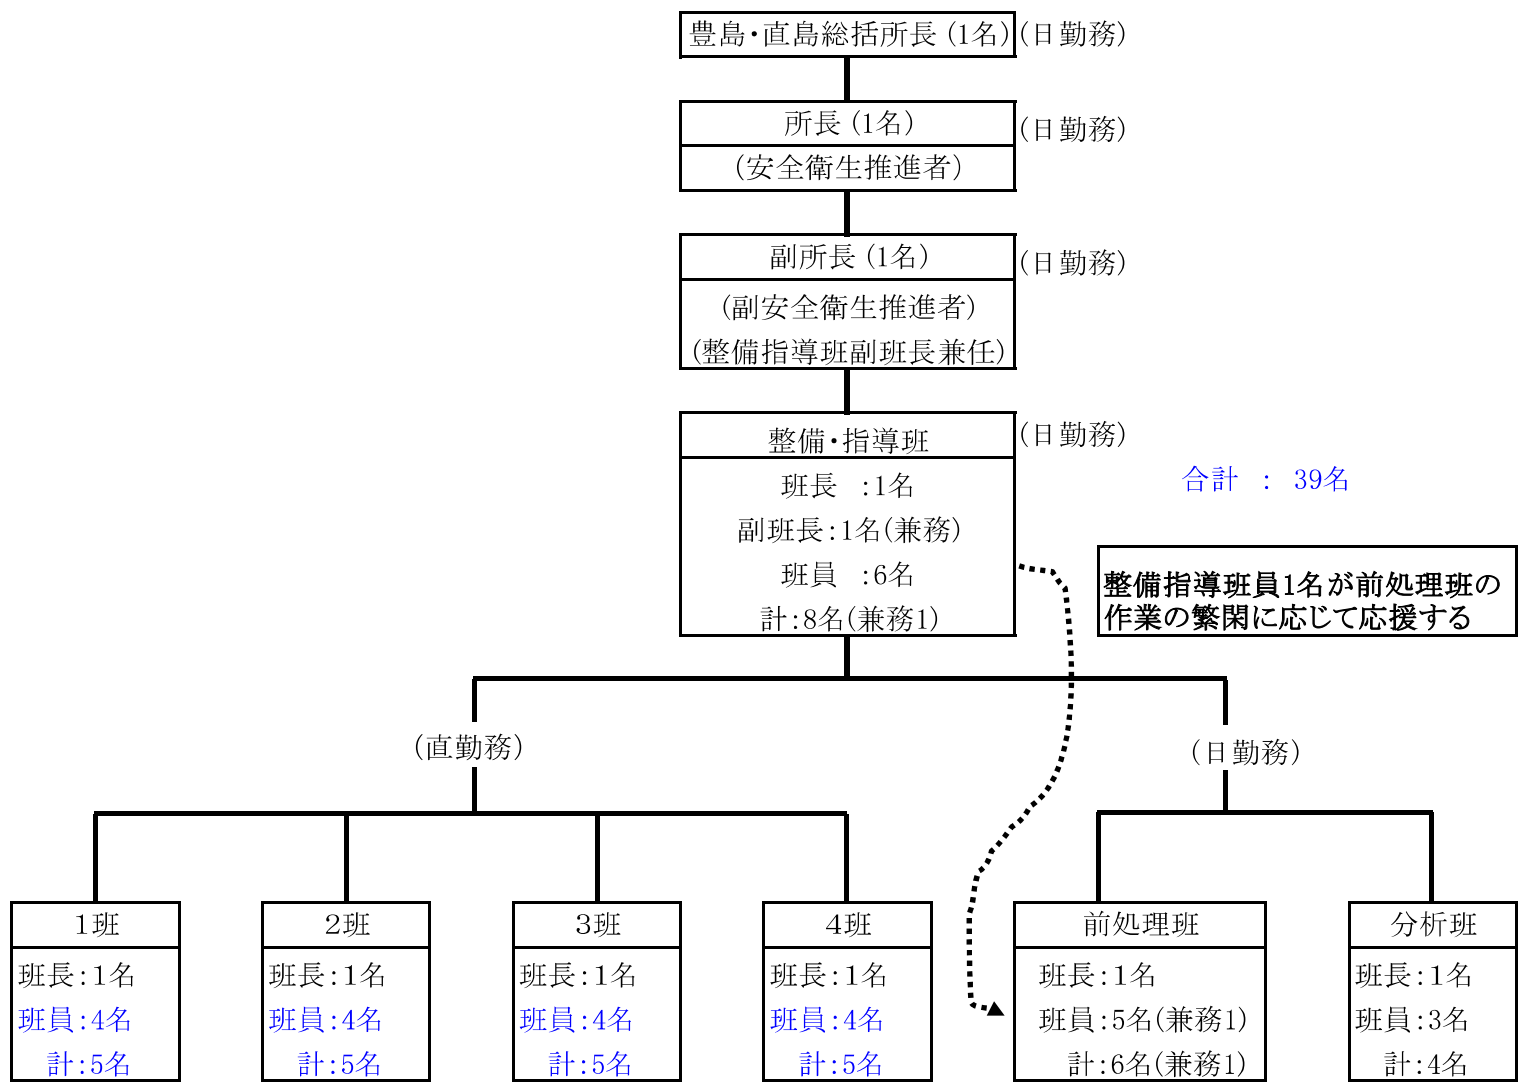 豊島・直島総括所長（1名）
（日勤務）
所長（1名）
（日勤務）
（安全衛生推進者）
副所長（1名）
（日勤務）
（副安全衛生推進者）
（整備指導班副班長兼任）
整備・指導班
（日勤務）
班長　：1名
副班長：1名（兼務）
班員　：6名
計：8名（兼務1）
合計　：　39名
整備指導班員1名が前処理班の
作業の繁閑に応じて応援する
（直勤務）
（日勤務）
1班
班長：1名
班員：4名
計：5名
2班
班長：1名
班員：4名
計：5名
3班
班長：1名
班員：4名
計：5名
4班
班長：1名
班員：4名
計：5名
前処理班
班長：1名
班員：5名（兼務1）
計：6名（兼務1）
分析班
班長：1名
班員：3名
計：4名